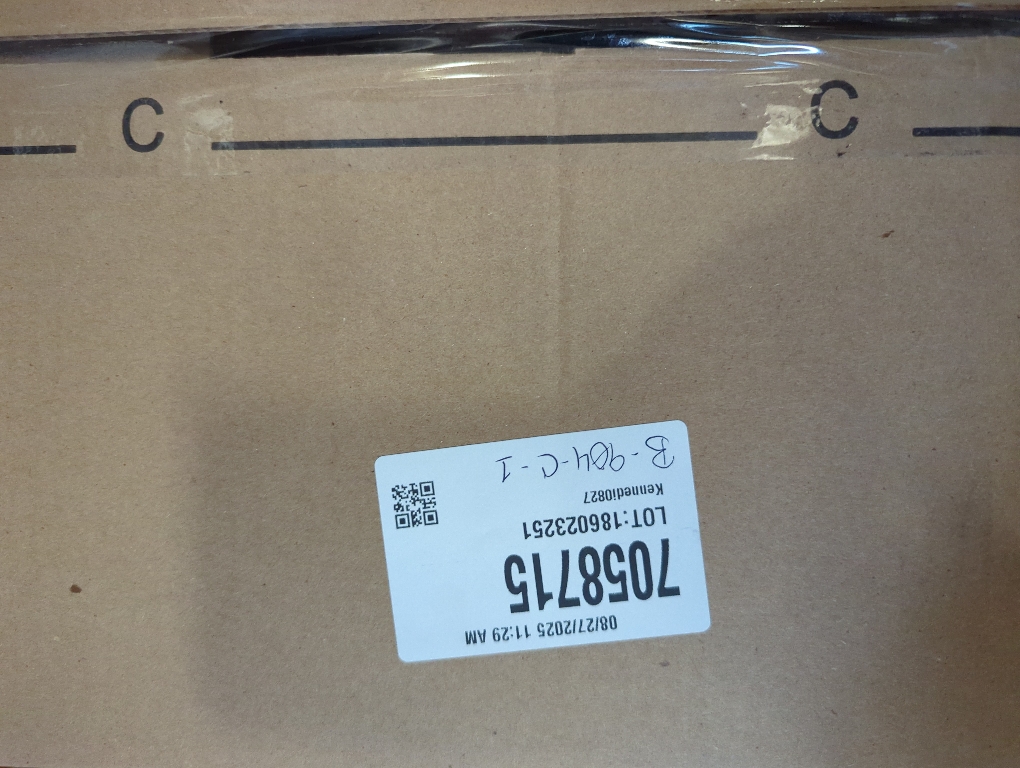 C C
08/27/2025 11:29 AM
7058715
LOT:186023251
Kennedi0827
B-904-C-1